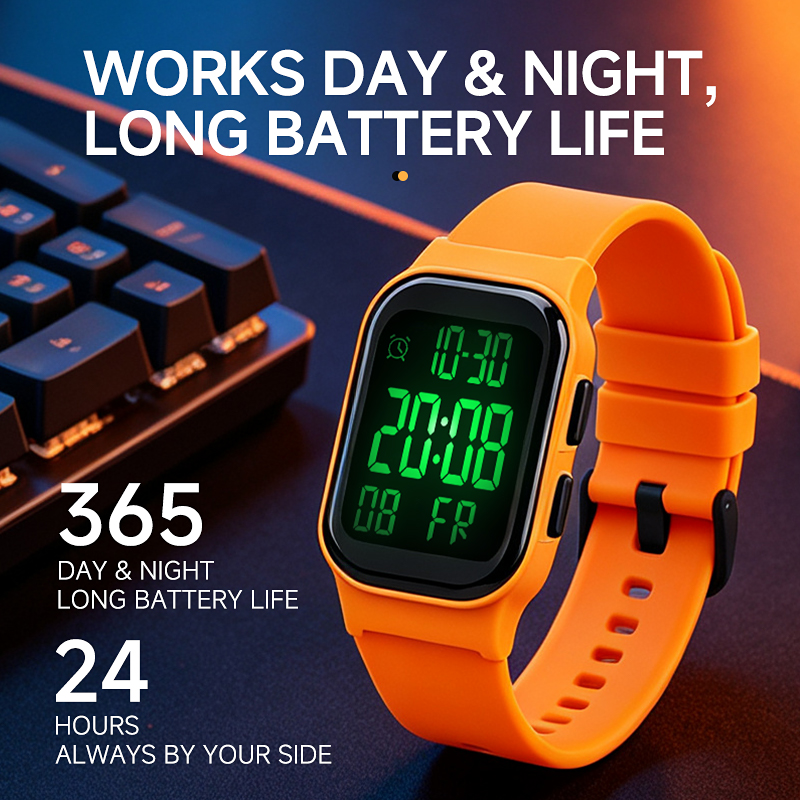 WORKS DAY & NIGHT,
LONG BATTERY LIFE
10-30
20:08
08 FR
365
DAY & NIGHT
LONG BATTERY LIFE
24
HOURS
ALWAYS BY YOUR SIDE